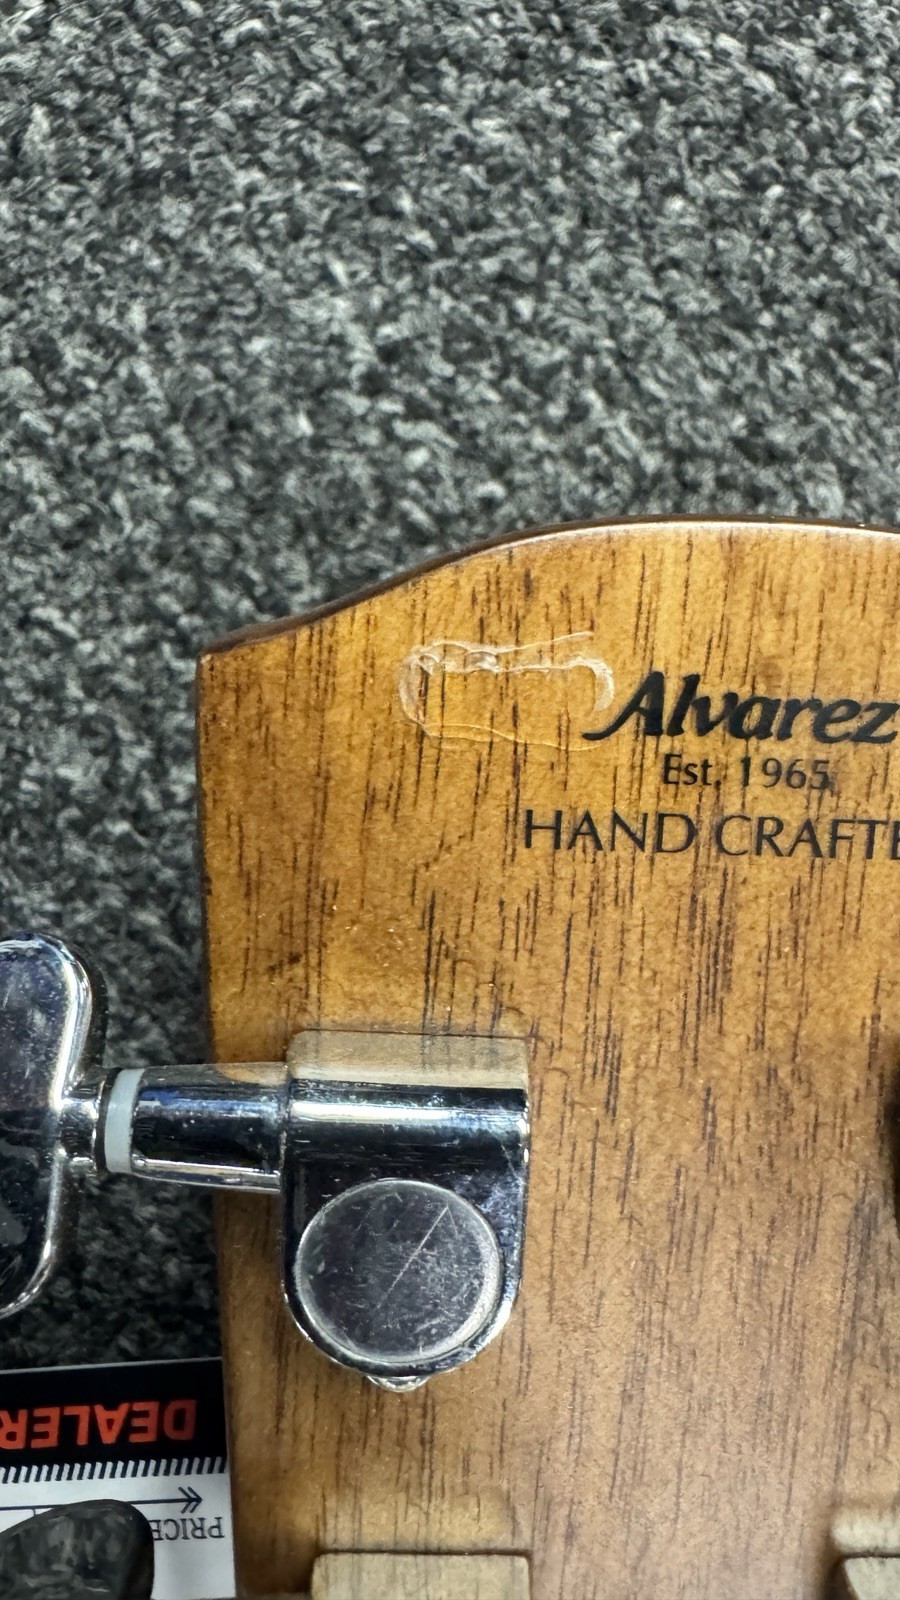 Alvarez
Est. 1965
HAND CRAFTE
DEALER
PRICE